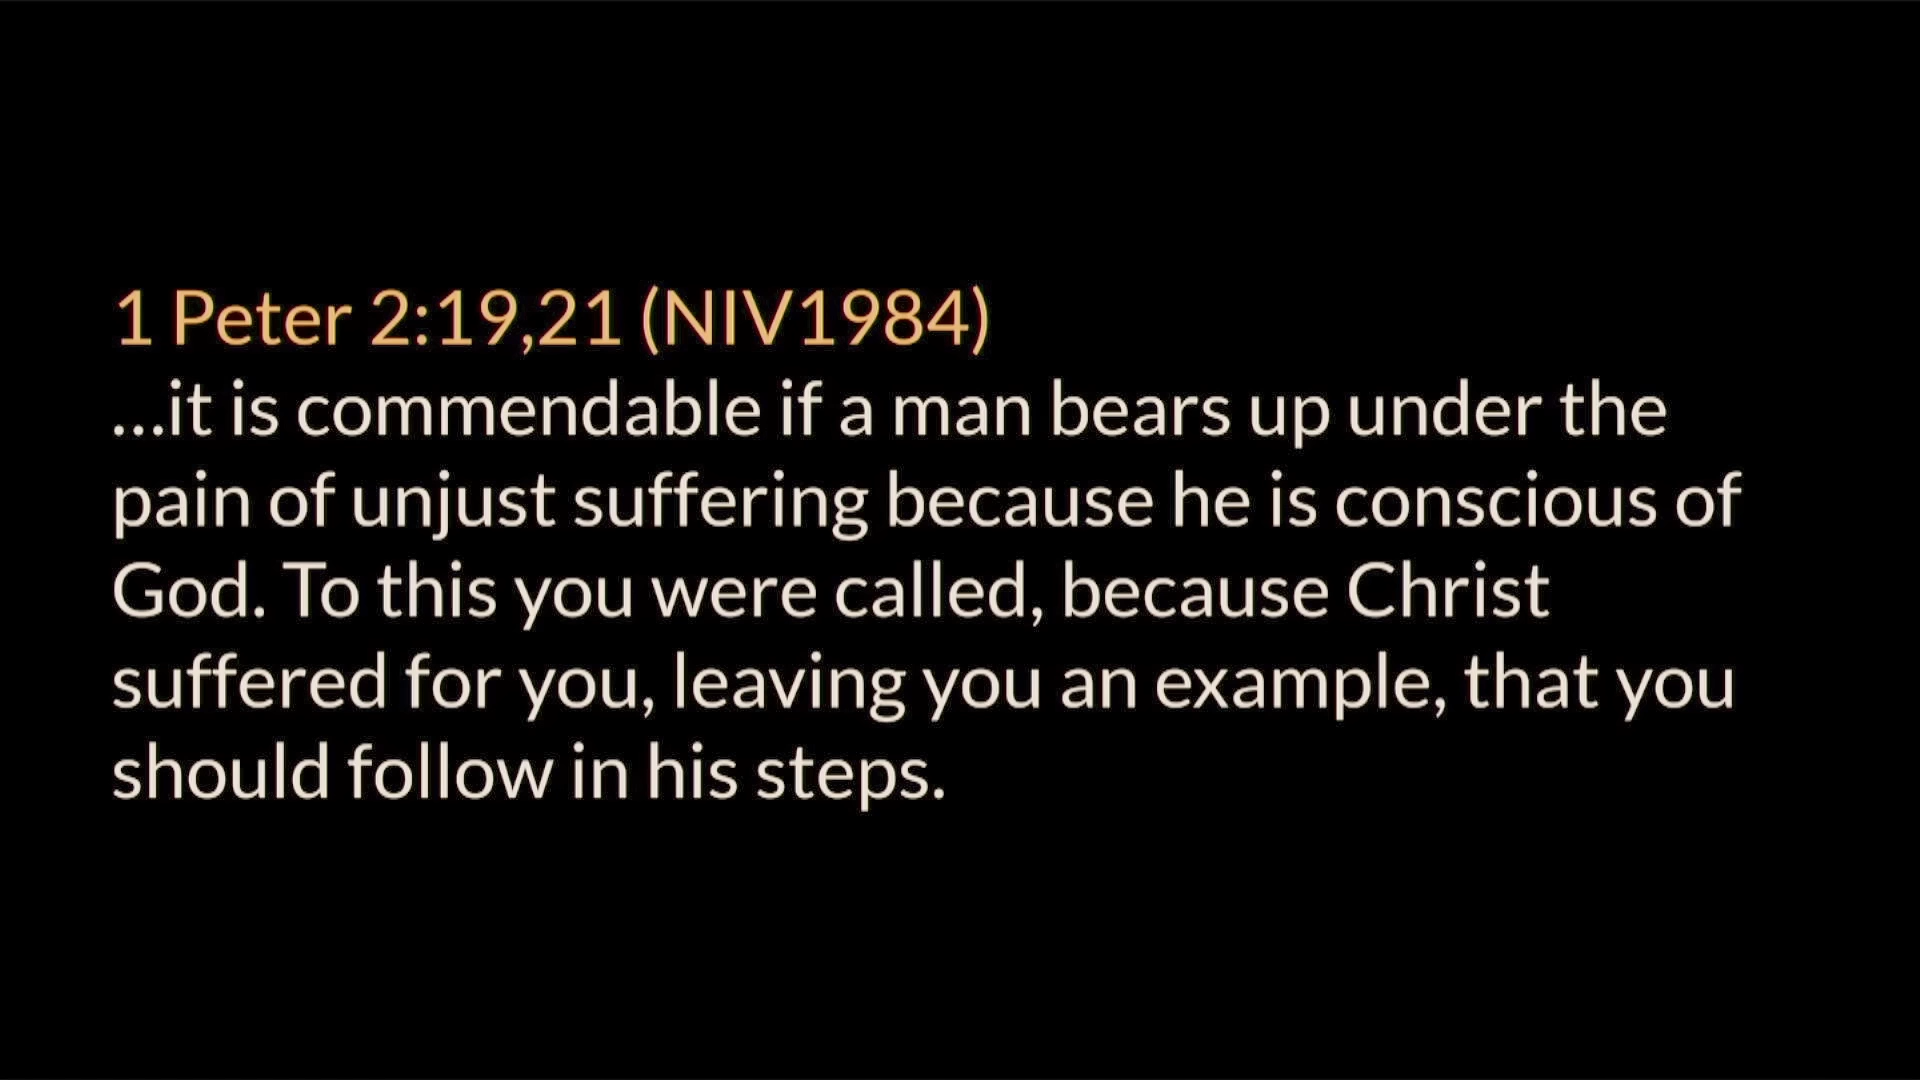 1 Peter 2:19,21 (NIV1984)
...it is commendable if a man bears up under the
pain of unjust suffering because he is conscious of
God. To this you were called, because Christ
suffered for you, leaving you an example, that you
should follow in his steps.